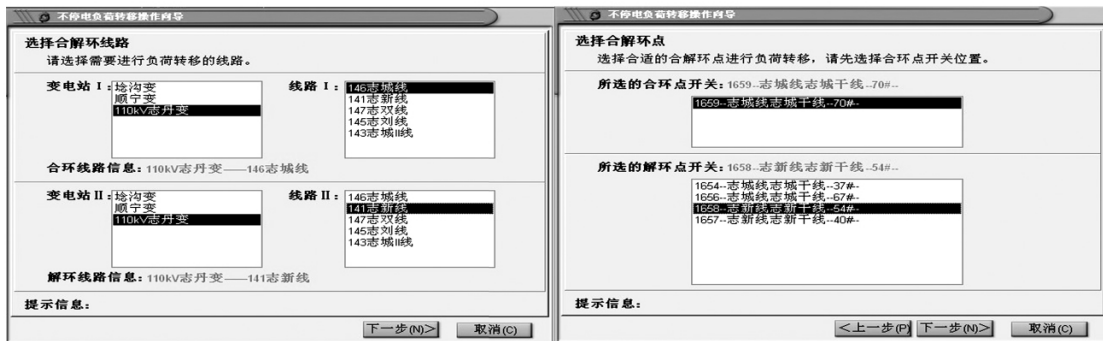 不停电负荷转移操作向导
选择合解环线路
请选择需要进行负荷转移的线路。
变电站 I:
埝沟变
顺宁变
110kV志丹变
线路 I:
146志城线
141志新线
147志双线
145志刘线
143志城II线
合环线路信息:110kV志丹变——146志城线
变电站 II:
埝沟变
顺宁变
110kV志丹变
线路 II:
146志城线
141志新线
147志双线
145志刘线
143志城II线
解环线路信息:110kV志丹变——141志新线
提示信息:
下一步(N)>
取消(C)
不停电负荷转移操作向导
选择合解环点
选择合适的合解环点进行负荷转移,请先选择合环点开关位置。
所选的合环点开关:1659--志城线志城干线--70#--
1659--志城线志城干线--70#--
所选的解环点开关:1658--志新线志新干线--54#--
1654--志城线志城干线--37#--
1656--志城线志城干线--67#--
1658--志新线志新干线--54#--
1657--志新线志新干线--40#--
提示信息:
<上一步(P)
下一步(N)>
取消(C)